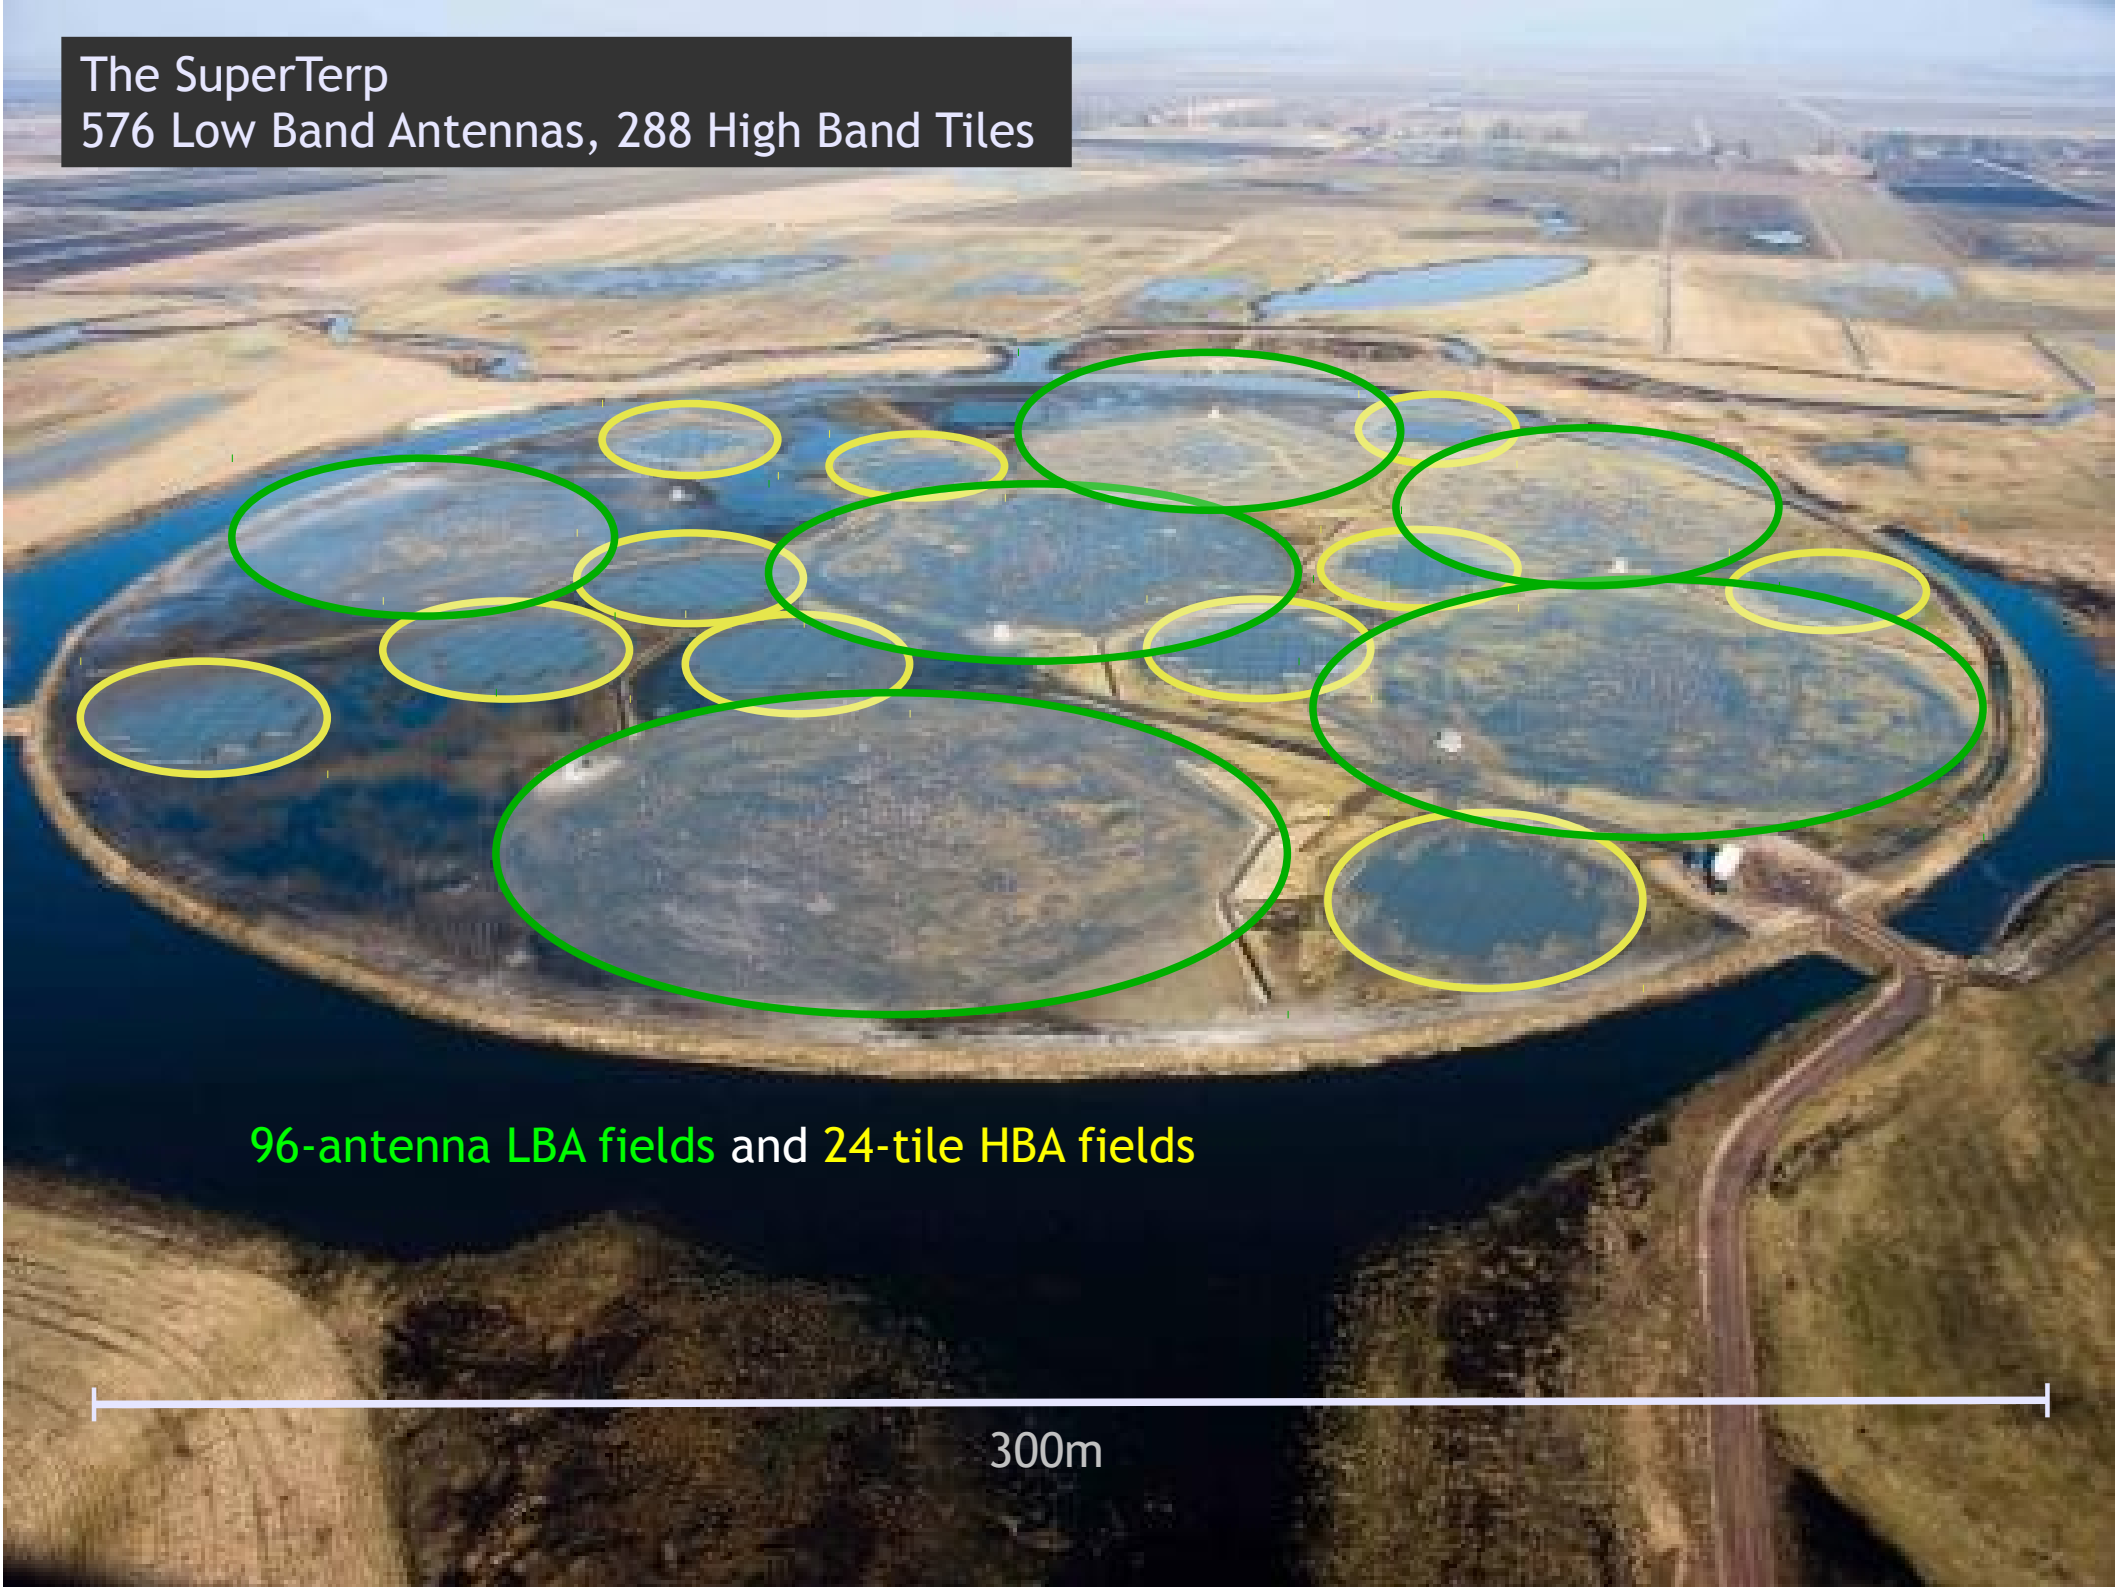 The SuperTerp
576 Low Band Antennas, 288 High Band Tiles
96-antenna LBA fields and 24-tile HBA fields
300m